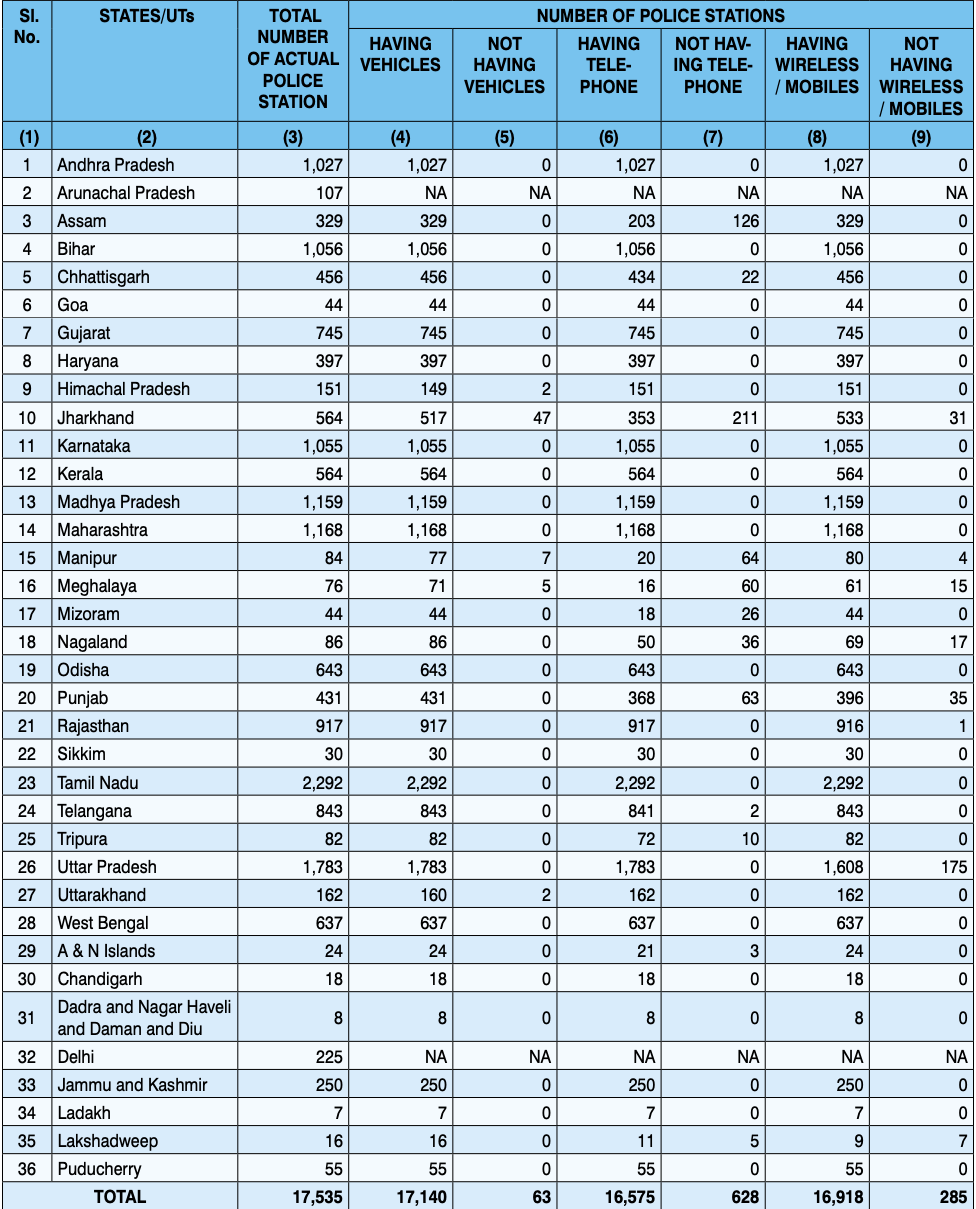 Sl. No. | STATES/UTs | TOTAL NUMBER OF ACTUAL POLICE STATION | NUMBER OF POLICE STATIONS
HAVING VEHICLES | NOT HAVING VEHICLES | HAVING TELE-PHONE | NOT HAV-ING TELE-PHONE | HAVING WIRELESS / MOBILES | NOT HAVING WIRELESS / MOBILES
(1) | (2) | (3) | (4) | (5) | (6) | (7) | (8) | (9)
1 | Andhra Pradesh | 1,027 | 1,027 | 0 | 1,027 | 0 | 1,027 | 0
2 | Arunachal Pradesh | 107 | NA | NA | NA | NA | NA | NA
3 | Assam | 329 | 329 | 0 | 203 | 126 | 329 | 0
4 | Bihar | 1,056 | 1,056 | 0 | 1,056 | 0 | 1,056 | 0
5 | Chhattisgarh | 456 | 456 | 0 | 434 | 22 | 456 | 0
6 | Goa | 44 | 44 | 0 | 44 | 0 | 44 | 0
7 | Gujarat | 745 | 745 | 0 | 745 | 0 | 745 | 0
8 | Haryana | 397 | 397 | 0 | 397 | 0 | 397 | 0
9 | Himachal Pradesh | 151 | 149 | 2 | 151 | 0 | 151 | 0
10 | Jharkhand | 564 | 517 | 47 | 353 | 211 | 533 | 31
11 | Karnataka | 1,055 | 1,055 | 0 | 1,055 | 0 | 1,055 | 0
12 | Kerala | 564 | 564 | 0 | 564 | 0 | 564 | 0
13 | Madhya Pradesh | 1,159 | 1,159 | 0 | 1,159 | 0 | 1,159 | 0
14 | Maharashtra | 1,168 | 1,168 | 0 | 1,168 | 0 | 1,168 | 0
15 | Manipur | 84 | 77 | 7 | 20 | 64 | 80 | 4
16 | Meghalaya | 76 | 71 | 5 | 16 | 60 | 61 | 15
17 | Mizoram | 44 | 44 | 0 | 18 | 26 | 44 | 0
18 | Nagaland | 86 | 86 | 0 | 50 | 36 | 69 | 17
19 | Odisha | 643 | 643 | 0 | 643 | 0 | 643 | 0
20 | Punjab | 431 | 431 | 0 | 368 | 63 | 396 | 35
21 | Rajasthan | 917 | 917 | 0 | 917 | 0 | 916 | 1
22 | Sikkim | 30 | 30 | 0 | 30 | 0 | 30 | 0
23 | Tamil Nadu | 2,292 | 2,292 | 0 | 2,292 | 0 | 2,292 | 0
24 | Telangana | 843 | 843 | 0 | 841 | 2 | 843 | 0
25 | Tripura | 82 | 82 | 0 | 72 | 10 | 82 | 0
26 | Uttar Pradesh | 1,783 | 1,783 | 0 | 1,783 | 0 | 1,608 | 175
27 | Uttarakhand | 162 | 160 | 2 | 162 | 0 | 162 | 0
28 | West Bengal | 637 | 637 | 0 | 637 | 0 | 637 | 0
29 | A & N Islands | 24 | 24 | 0 | 21 | 3 | 24 | 0
30 | Chandigarh | 18 | 18 | 0 | 18 | 0 | 18 | 0
31 | Dadra and Nagar Haveli and Daman and Diu | 8 | 8 | 0 | 8 | 0 | 8 | 0
32 | Delhi | 225 | NA | NA | NA | NA | NA | NA
33 | Jammu and Kashmir | 250 | 250 | 0 | 250 | 0 | 250 | 0
34 | Ladakh | 7 | 7 | 0 | 7 | 0 | 7 | 0
35 | Lakshadweep | 16 | 16 | 0 | 11 | 5 | 9 | 7
36 | Puducherry | 55 | 55 | 0 | 55 | 0 | 55 | 0
TOTAL | 17,535 | 17,140 | 63 | 16,575 | 628 | 16,918 | 285